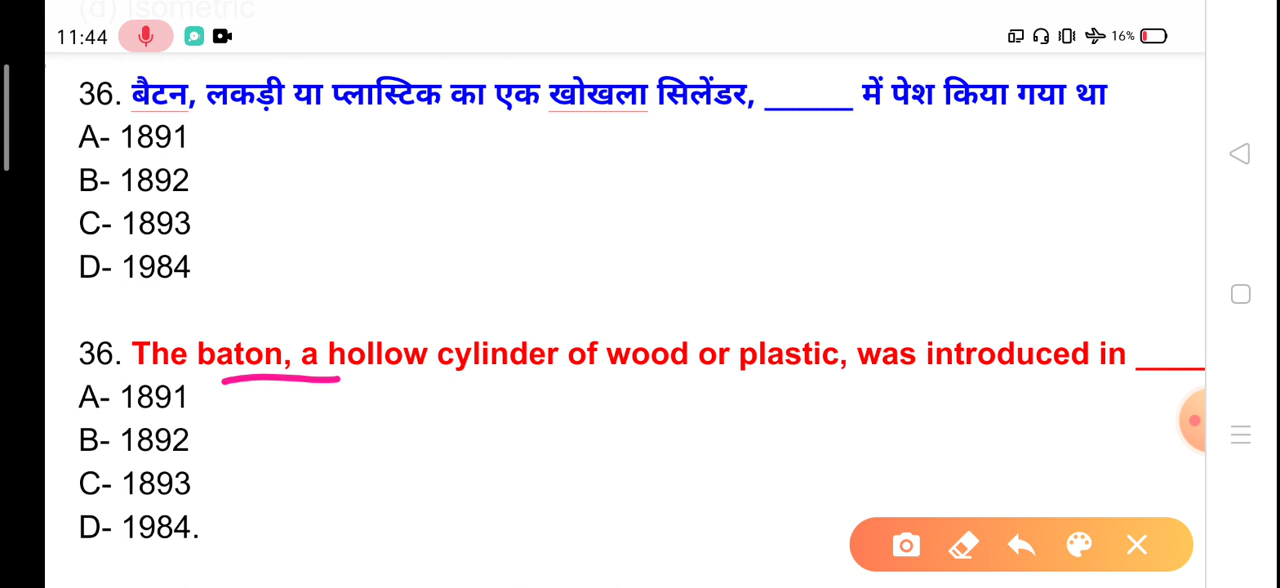 (d) Isometric
11:44
16%
36. बैटन, लकड़ी या प्लास्टिक का एक खोखला सिलेंडर, ______ में पेश किया गया था
A- 1891
B- 1892
C- 1893
D- 1984
36. The baton, a hollow cylinder of wood or plastic, was introduced in ____
A- 1891
B- 1892
C- 1893
D- 1984.